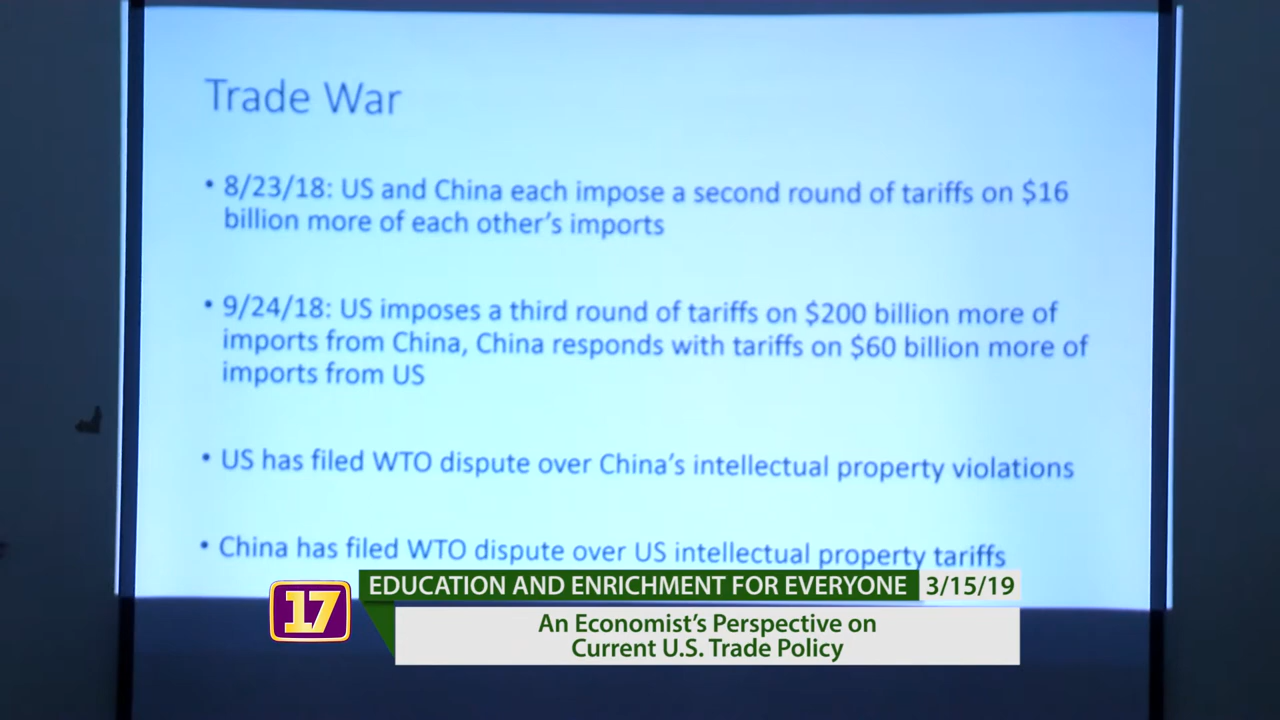 Trade War
• 8/23/18: US and China each impose a second round of tariffs on $16
billion more of each other's imports
• 9/24/18: US imposes a third round of tariffs on $200 billion more of
imports from China, China responds with tariffs on $60 billion more of
imports from US
• US has filed WTO dispute over China's intellectual property violations
• China has filed WTO dispute over US intellectual property tariffs
17
EDUCATION AND ENRICHMENT FOR EVERYONE 3/15/19
An Economist's Perspective on
Current U.S. Trade Policy